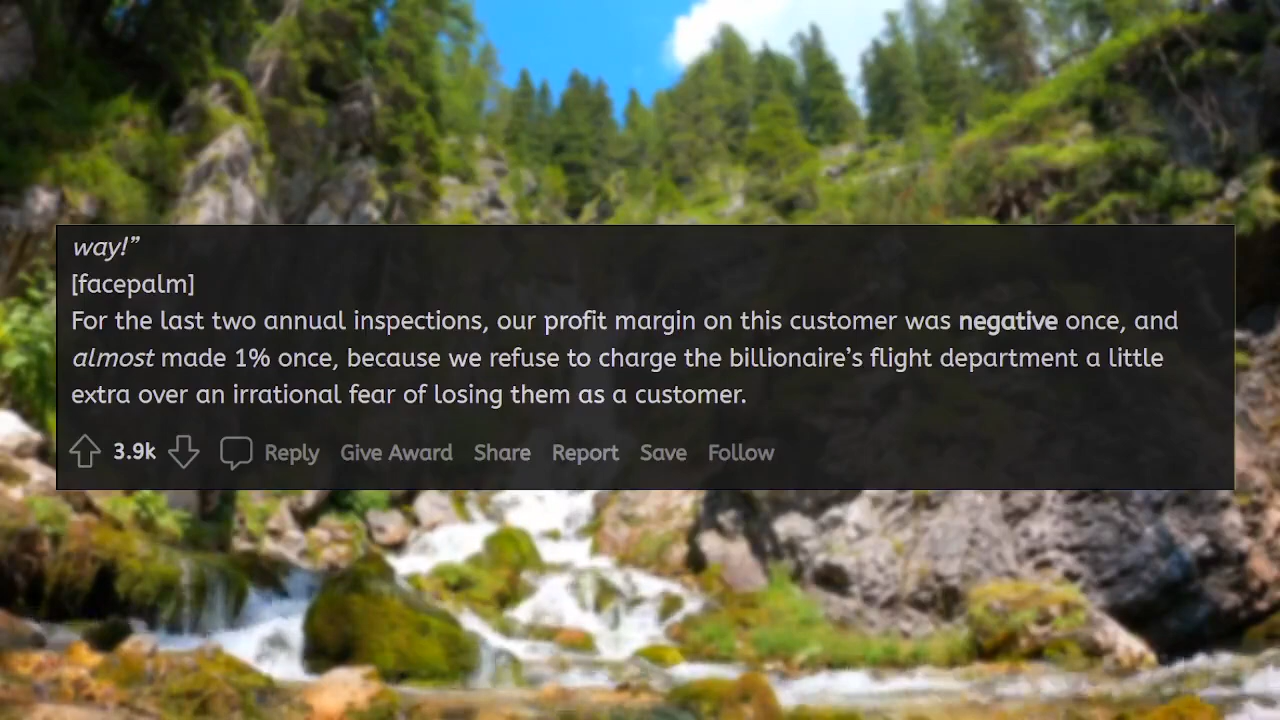 way!”
[facepalm]
For the last two annual inspections, our profit margin on this customer was negative once, and
almost made 1% once, because we refuse to charge the billionaire’s flight department a little
extra over an irrational fear of losing them as a customer.
3.9k Reply Give Award Share Report Save Follow